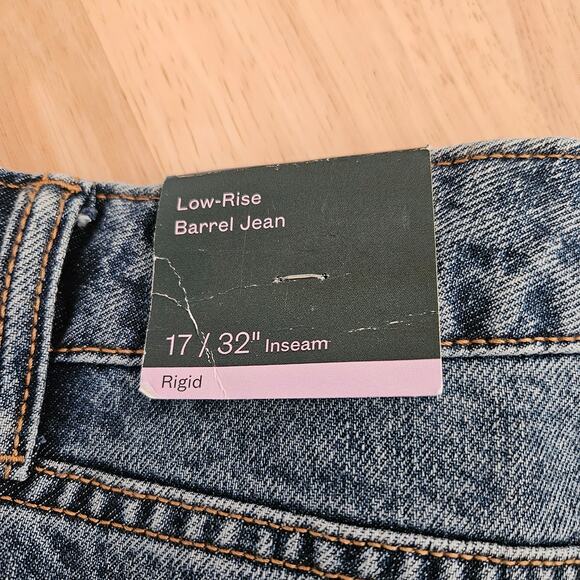 Low-Rise
Barrel Jean
17 / 32" Inseam
Rigid